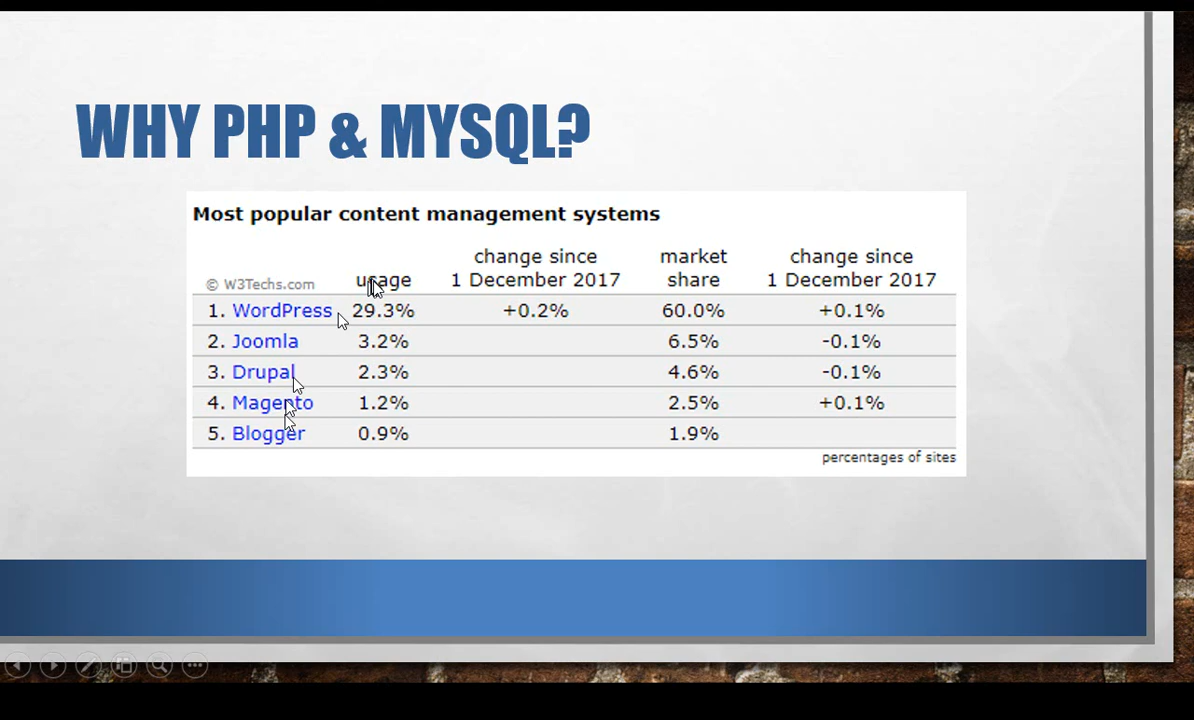 WHY PHP & MYSQL?
Most popular content management systems
© W3Techs.com usage change since 1 December 2017 market share change since 1 December 2017
1. WordPress 29.3% +0.2% 60.0% +0.1%
2. Joomla 3.2% 6.5% -0.1%
3. Drupal 2.3% 4.6% -0.1%
4. Magento 1.2% 2.5% +0.1%
5. Blogger 0.9% 1.9%
percentages of sites